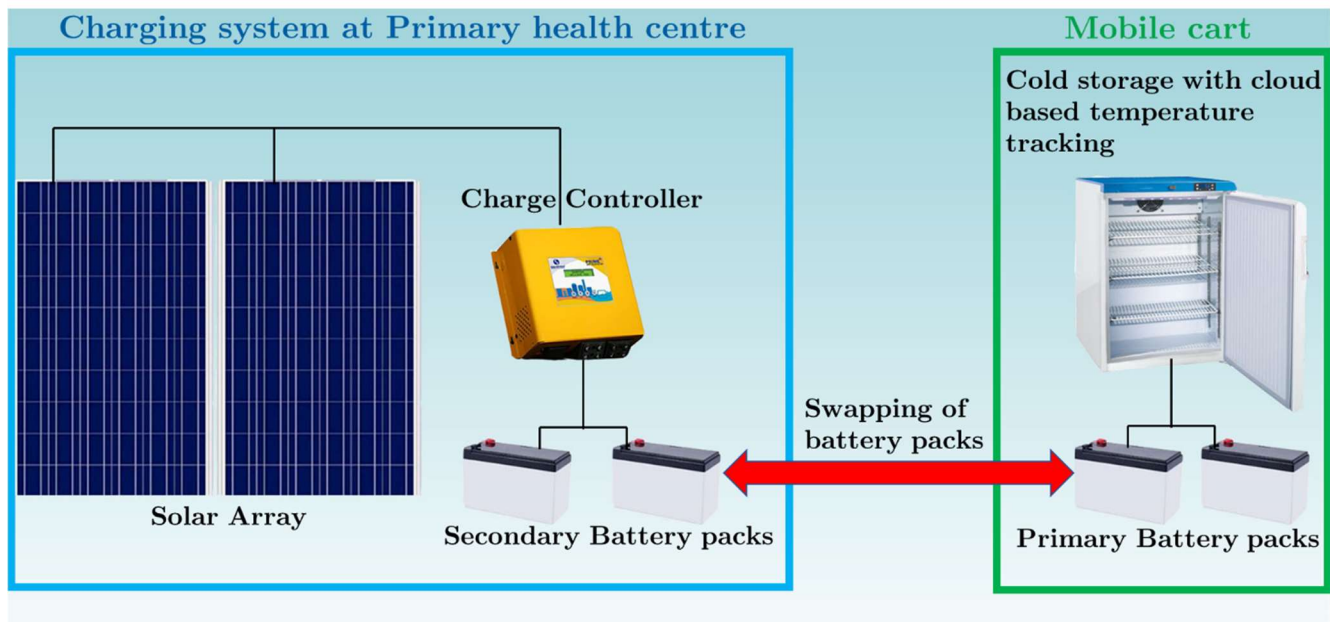 Charging system at Primary health centre
Mobile cart
Cold storage with cloud
based temperature
tracking
Charge Controller
Swapping of
battery packs
Solar Array
Secondary Battery packs
Primary Battery packs